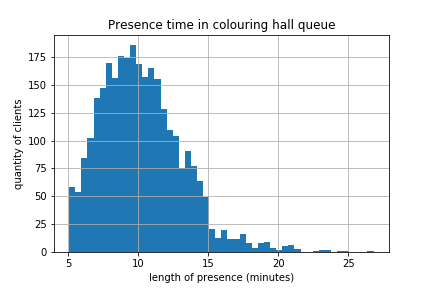 Presence time in colouring hall queue
quantity of clients
175
150
125
100
75
50
25
0
5 10 15 20 25
length of presence (minutes)